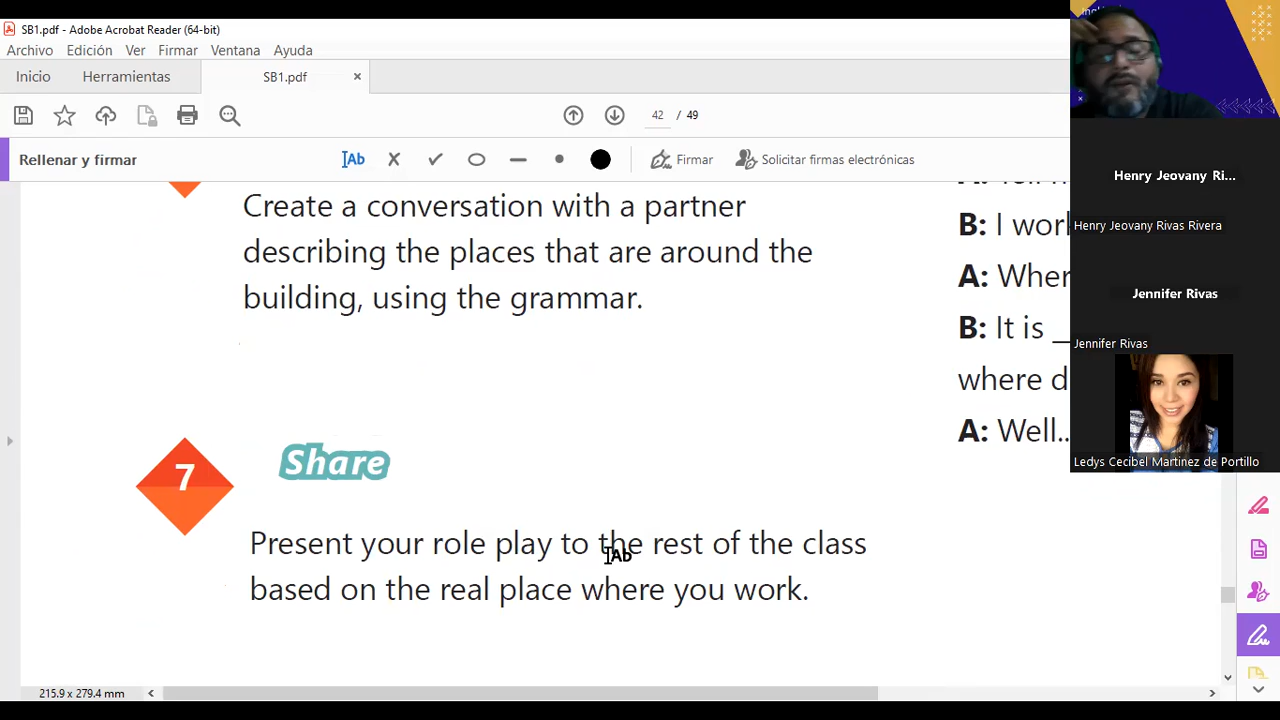 SB1.pdf - Adobe Acrobat Reader (64-bit)
Archivo Edición Ver Firmar Ventana Ayuda
Inicio Herramientas SB1.pdf ×
42 / 49
Rellenar y firmar Ab Firmar Solicitar firmas electrónicas
Create a conversation with a partner
describing the places that are around the
building, using the grammar.
7
Share
Present your role play to the rest of the class
based on the real place where you work.
B: I work
A: Wher
B: It is __
where d
A: Well..
215.9 x 279.4 mm
Henry Jeovany Ri...
Henry Jeovany Rivas Rivera
Jennifer Rivas
Jennifer Rivas
Ledys Cecibel Martinez de Portillo